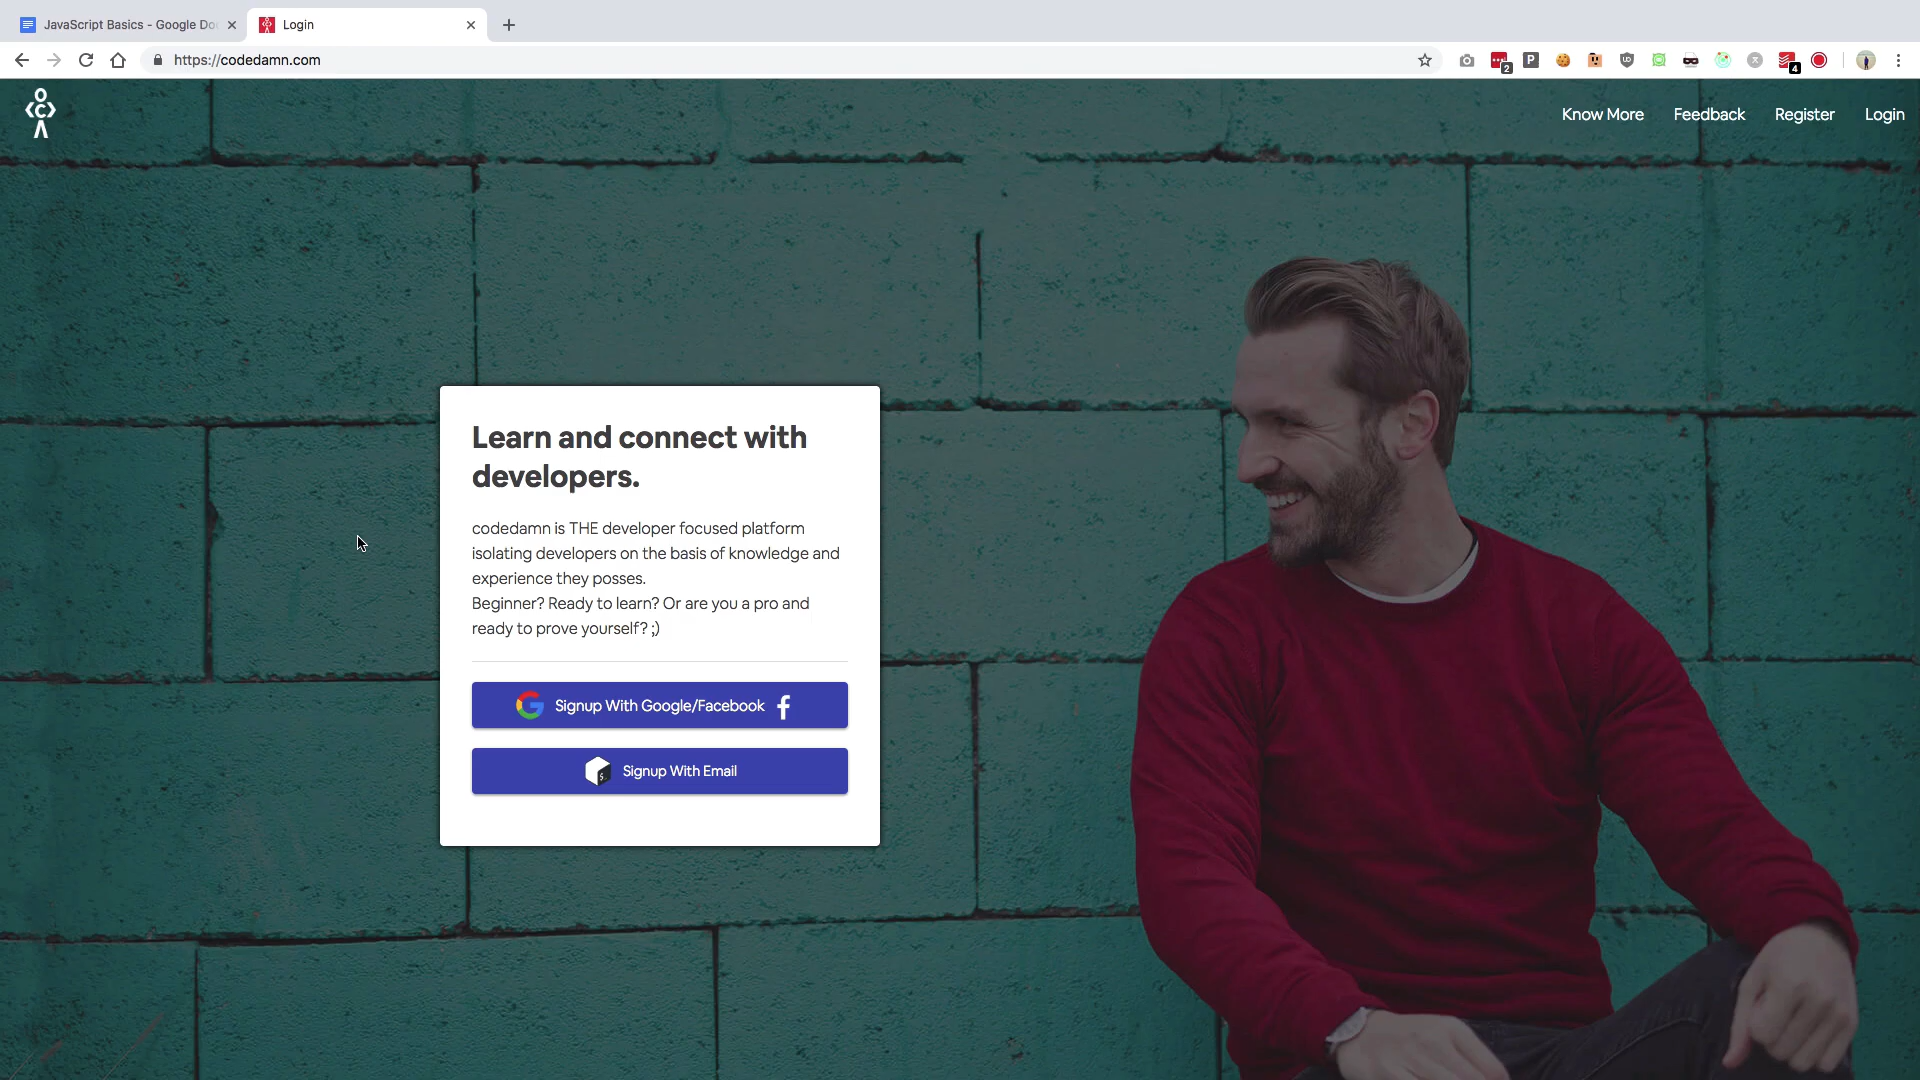 JavaScript Basics - Google Do
Login
https://codedamn.com
2
P
4
Know More
Feedback
Register
Login
Learn and connect with
developers.
codedamn is THE developer focused platform
isolating developers on the basis of knowledge and
experience they posses.
Beginner? Ready to learn? Or are you a pro and
ready to prove yourself? ;)
Signup With Google/Facebook
Signup With Email